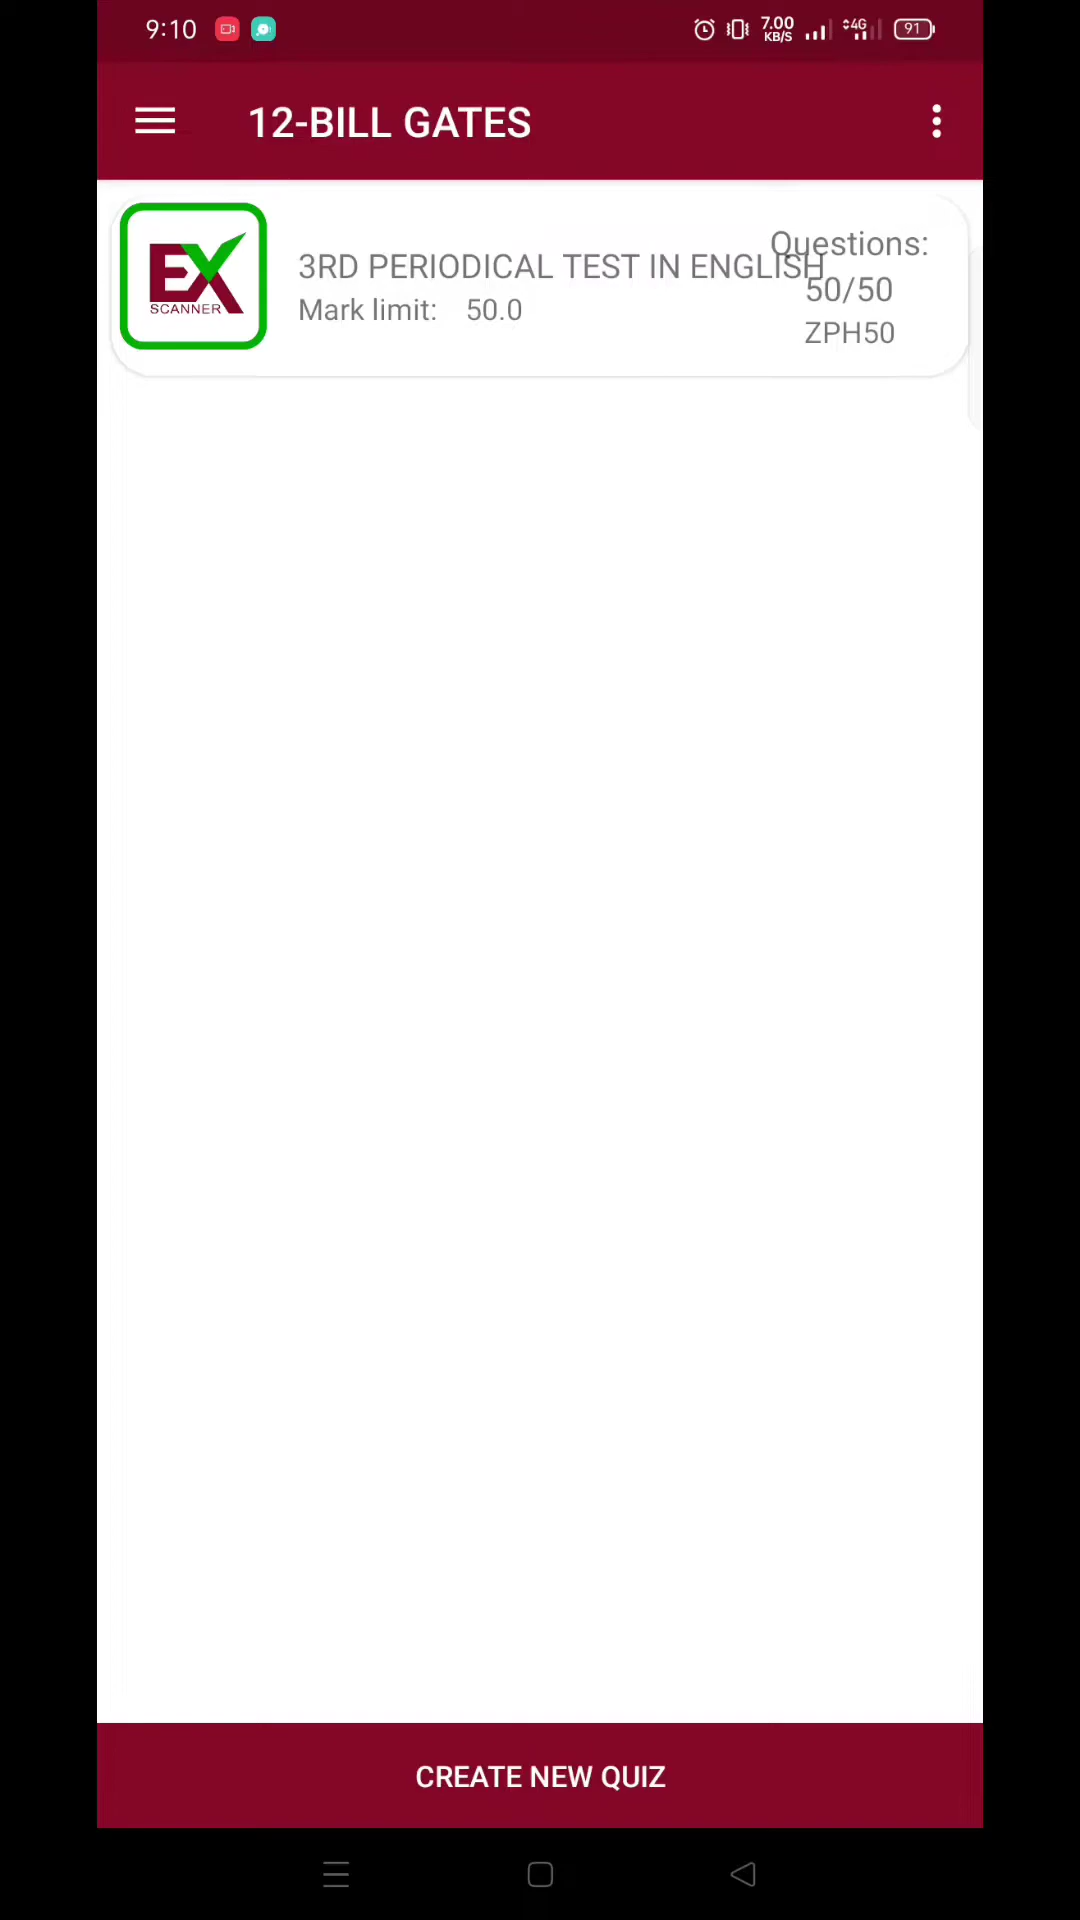 9:10 7.00 KB/S 4G 91
12-BILL GATES
EX SCANNER
3RD PERIODICAL TEST IN ENGLISH
Mark limit: 50.0
Questions:
50/50
ZPH50
CREATE NEW QUIZ